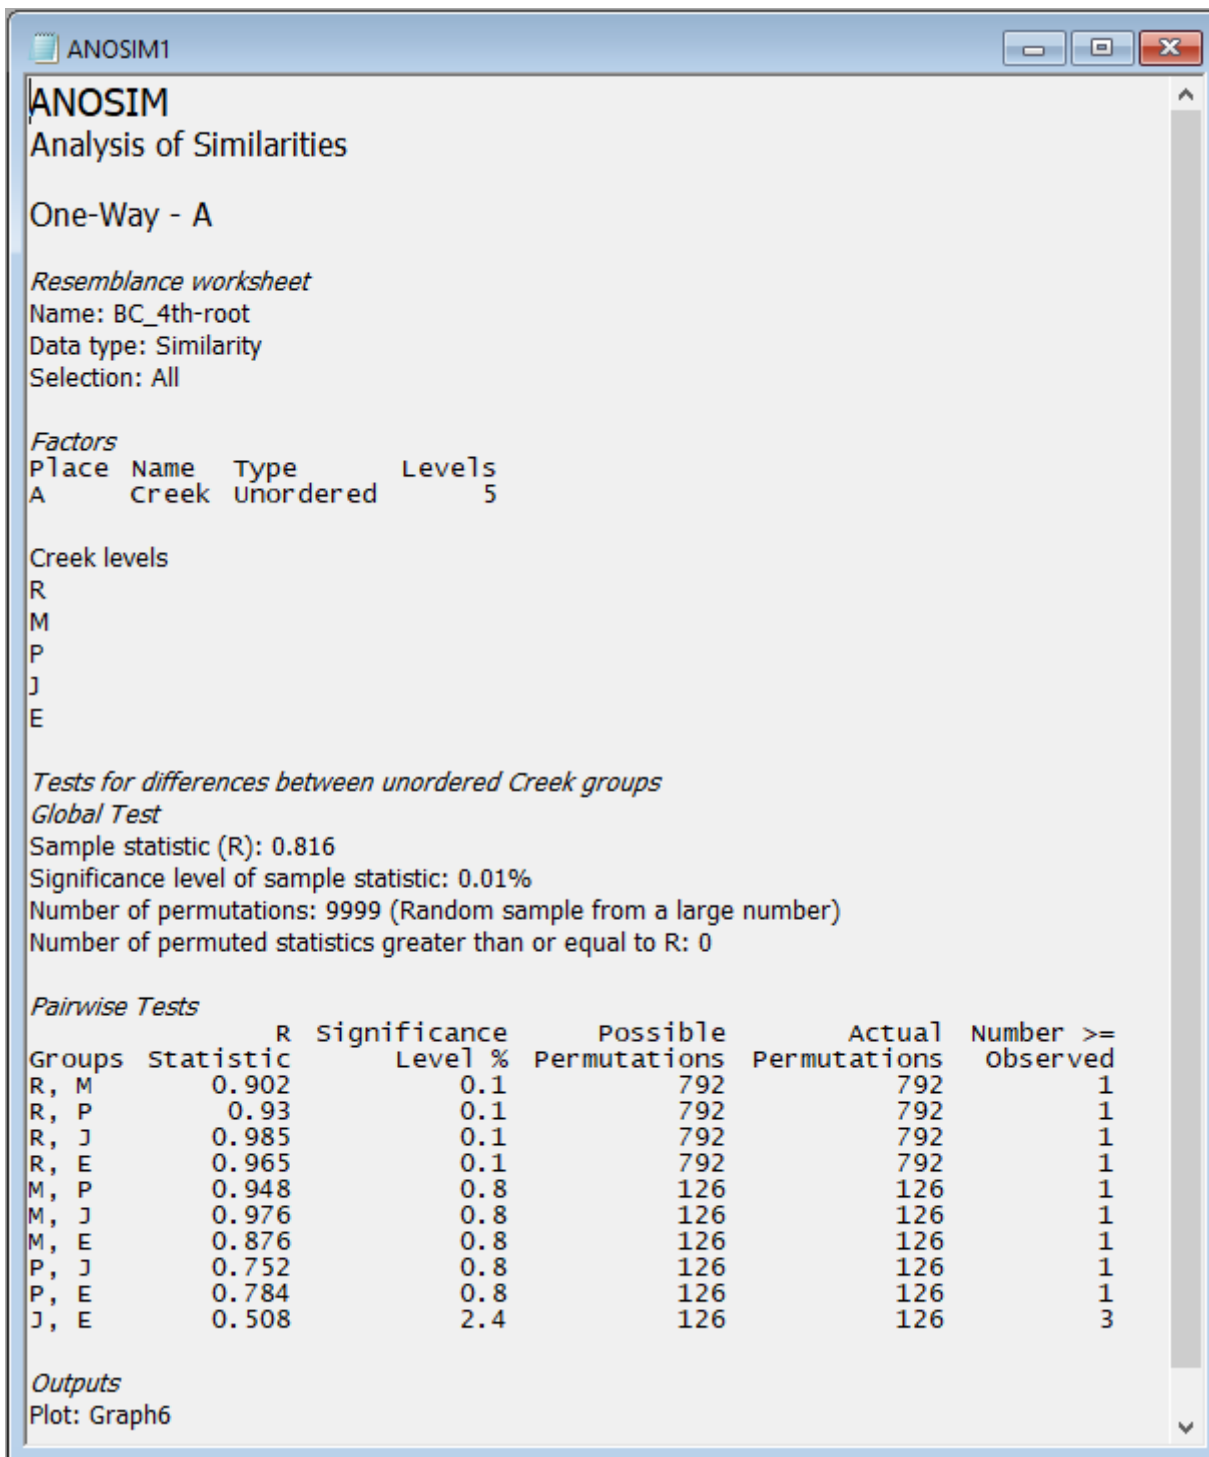 ANOSIM1
ANOSIM
Analysis of Similarities
One-Way - A
Resemblance worksheet
Name: BC_4th-root
Data type: Similarity
Selection: All
Factors
Place Name Type Levels
A Creek Unordered 5
Creek levels
R
M
P
J
E
Tests for differences between unordered Creek groups
Global Test
Sample statistic (R): 0.816
Significance level of sample statistic: 0.01%
Number of permutations: 9999 (Random sample from a large number)
Number of permuted statistics greater than or equal to R: 0
Pairwise Tests
R Significance Possible Actual Number >=
Groups Statistic Level % Permutations Permutations Observed
R, M 0.902 0.1 792 792 1
R, P 0.93 0.1 792 792 1
R, J 0.985 0.1 792 792 1
R, E 0.965 0.1 792 792 1
M, P 0.948 0.8 126 126 1
M, J 0.976 0.8 126 126 1
M, E 0.876 0.8 126 126 1
P, J 0.752 0.8 126 126 1
P, E 0.784 0.8 126 126 1
J, E 0.508 2.4 126 126 3
Outputs
Plot: Graph6